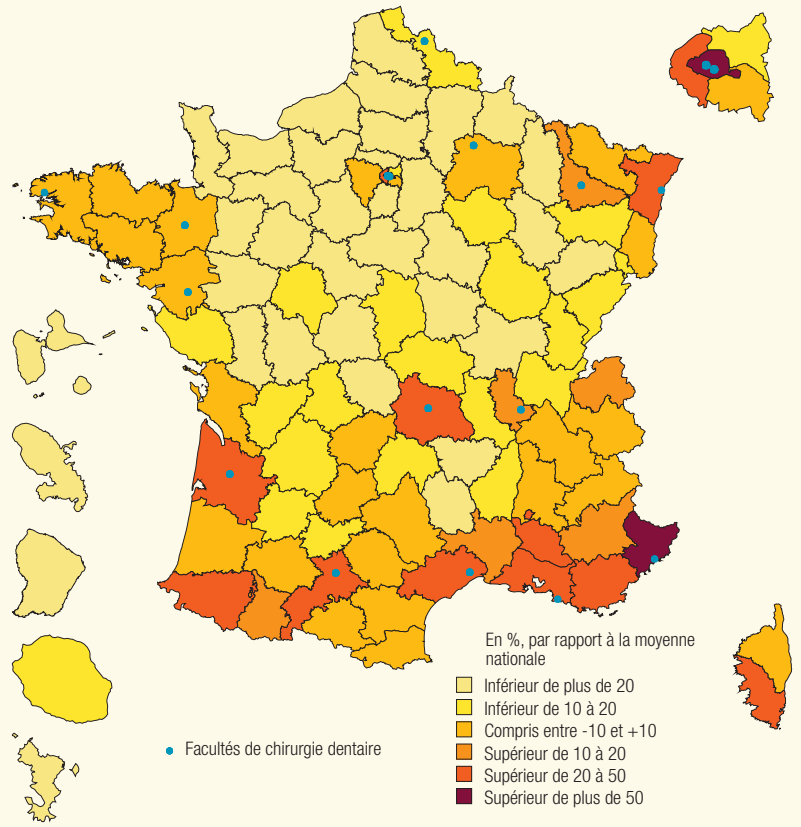 En %, par rapport à la moyenne
nationale
Inférieur de plus de 20
Inférieur de 10 à 20
Compris entre -10 et +10
Supérieur de 10 à 20
Supérieur de 20 à 50
Supérieur de plus de 50
Facultés de chirurgie dentaire